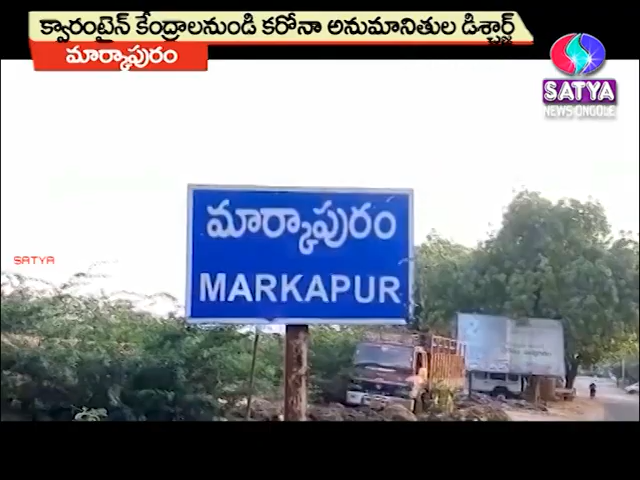 క్వారంటైన్ కేంద్రాలనుండి కరోనా అనుమానితుల డిశ్చార్జ్
మార్కాపురం
SATYA
NEWS ONGOLE
మార్కాపురం
SATYA
MARKAPUR